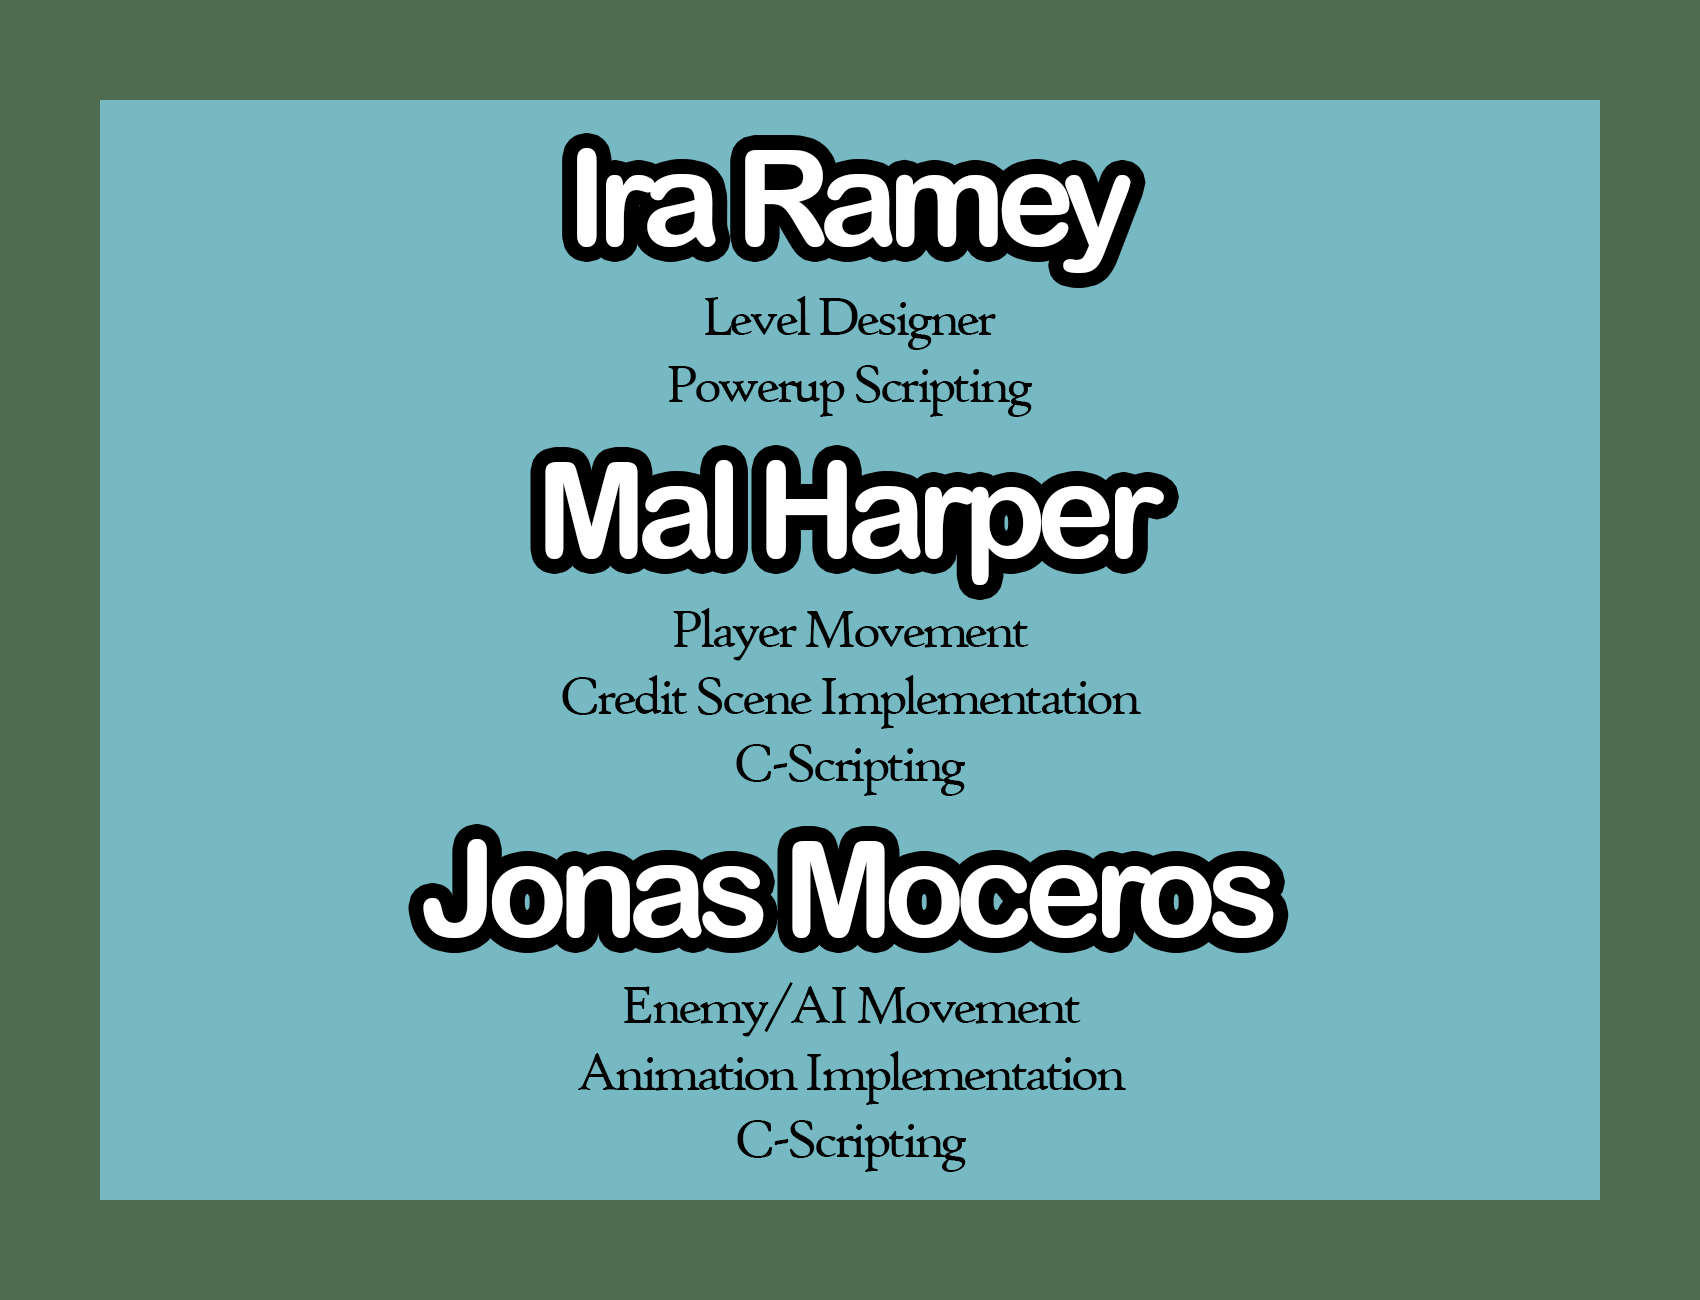 Ira Ramey
Level Designer
Powerup Scripting
Mal Harper
Player Movement
Credit Scene Implementation
C-Scripting
Jonas Moceros
Enemy/AI Movement
Animation Implementation
C-Scripting